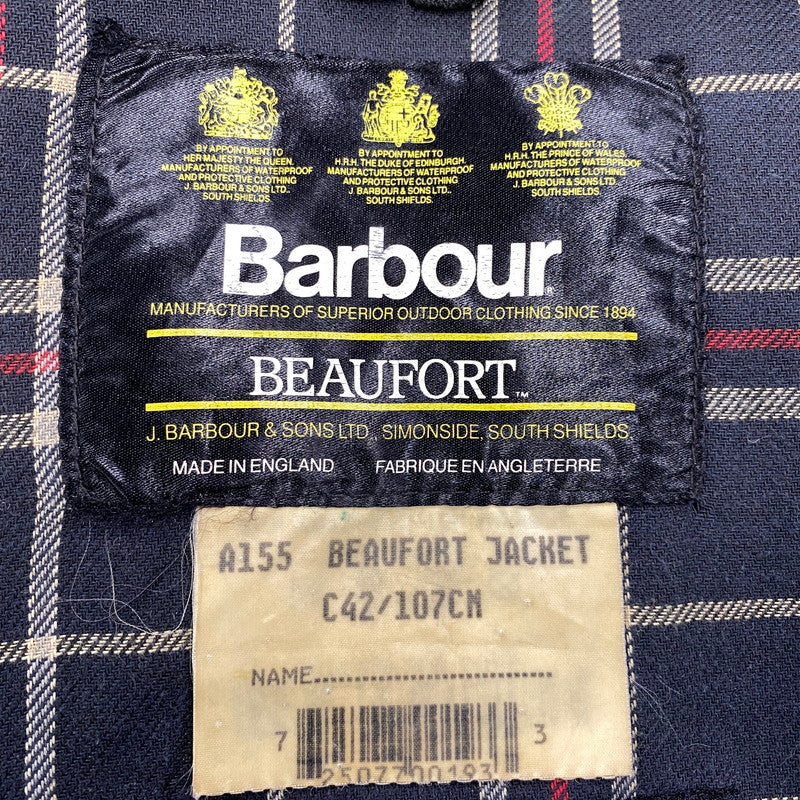 BY APPOINTMENT TO
HER MAJESTY THE QUEEN.
MANUFACTURERS OF WATERPROOF
AND PROTECTIVE CLOTHING
J. BARBOUR & SONS LTD.,
SOUTH SHIELDS.
BY APPOINTMENT TO
H.R.H. THE DUKE OF EDINBURGH.
MANUFACTURERS OF WATERPROOF
AND PROTECTIVE CLOTHING
J. BARBOUR & SONS LTD.
SOUTH SHIELDS.
BY APPOINTMENT TO
H.R.H. THE PRINCE OF WALES.
MANUFACTURERS OF WATERPROOF
AND PROTECTIVE CLOTHING
J. BARBOUR & SONS LTD.
SOUTH SHIELDS.
Barbour®
MANUFACTURERS OF SUPERIOR OUTDOOR CLOTHING SINCE 1894
BEAUFORT™
J. BARBOUR & SONS LTD., SIMONSIDE, SOUTH SHIELDS.
MADE IN ENGLAND FABRIQUE EN ANGLETERRE
A155 BEAUFORT JACKET
C42/107CM
NAME..............................
7 2507700193 3